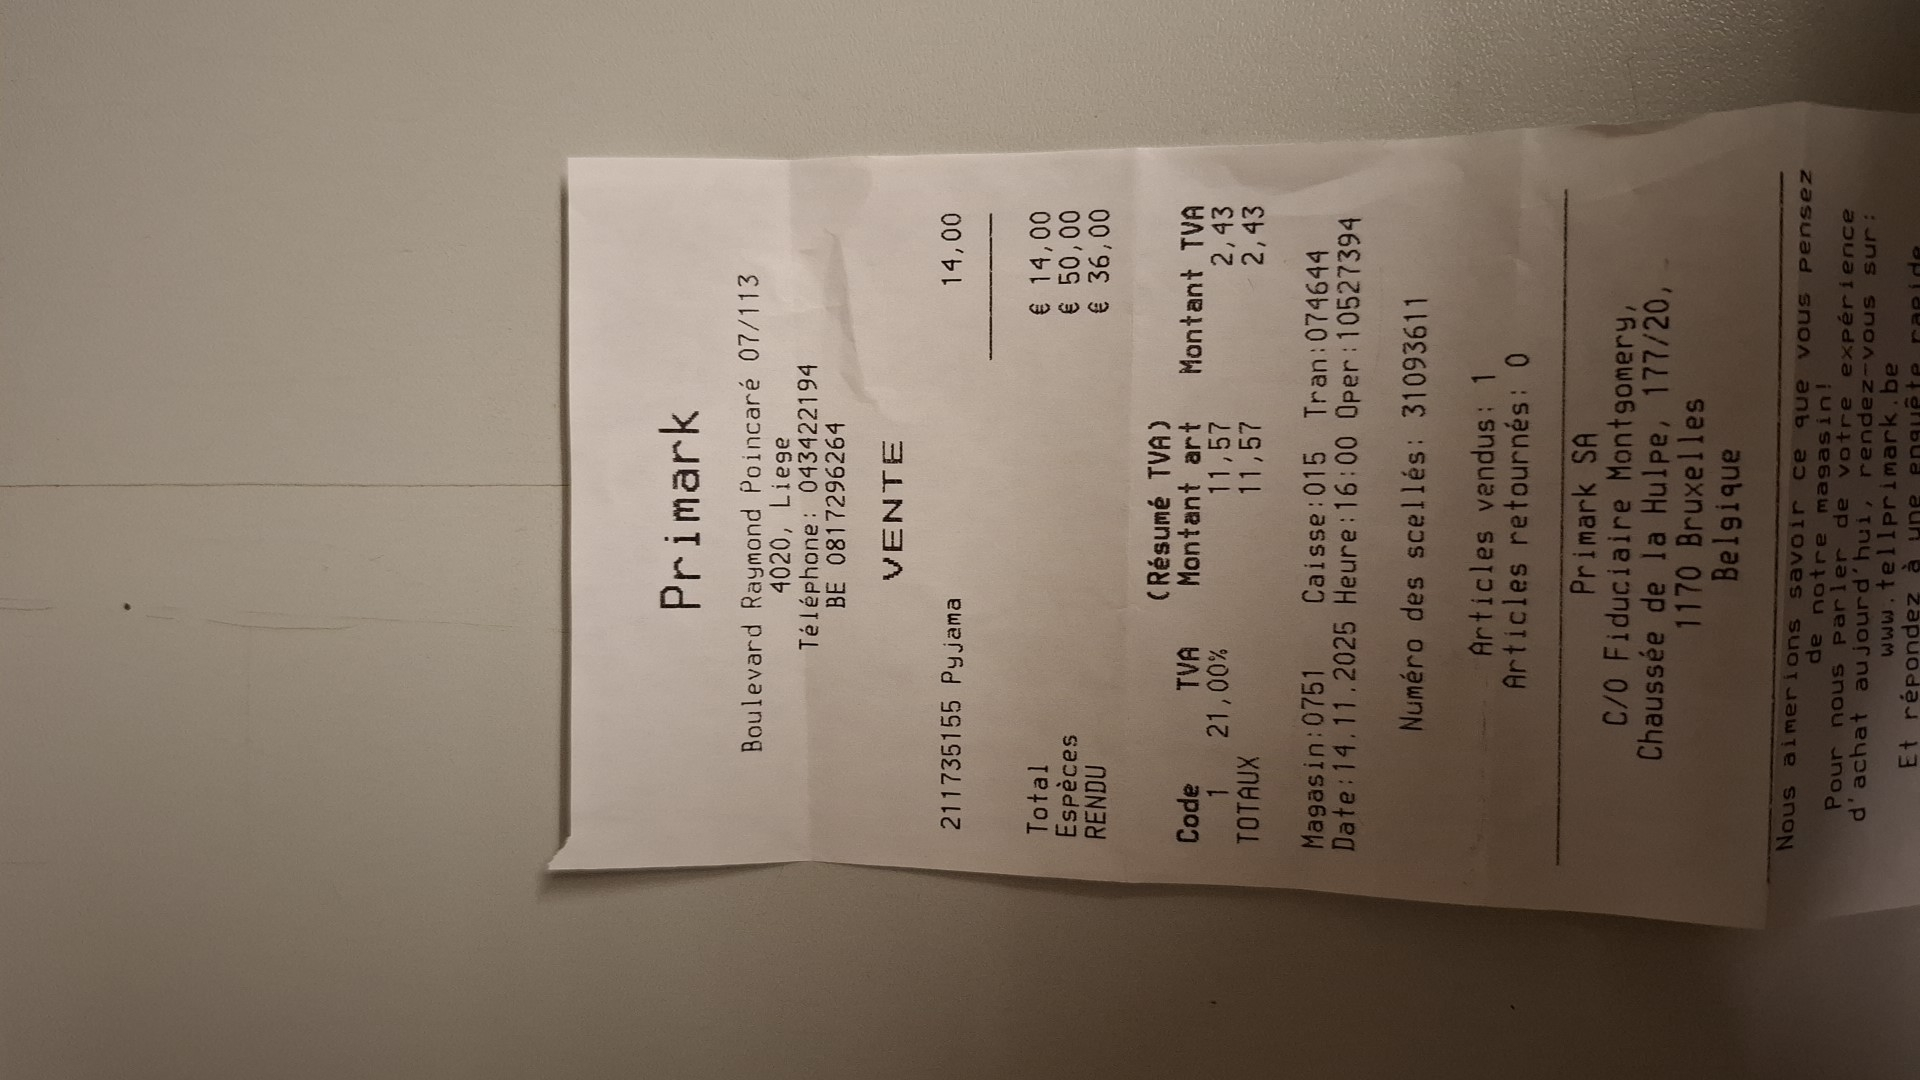 Primark
Boulevard Raymond Poincaré 07/113
4020, Liege
Téléphone: 043422194
BE 0817296264
VENTE
211735155 Pyjama 14,00
Total € 14,00
Espèces € 50,00
RENDU € 36,00
(Résumé TVA)
Code TVA Montant art Montant TVA
1 21,00% 11,57 2,43
TOTAUX 11,57 2,43
Magasin:0751 Caisse:015 Tran:074644
Date:14.11.2025 Heure:16:00 Oper:10527394
Numéro des scellés: 31093611
Articles vendus: 1
Articles retournés: 0
Primark SA
C/O Fiduciaire Montgomery,
Chaussée de la Hulpe, 177/20,
1170 Bruxelles
Belgique
Nous aimerions savoir ce que vous pensez
de notre magasin!
Pour nous parler de votre expérience
d'achat aujourd'hui, rendez-vous sur:
www.tellprimark.be
Et répondez à une enquête rapide